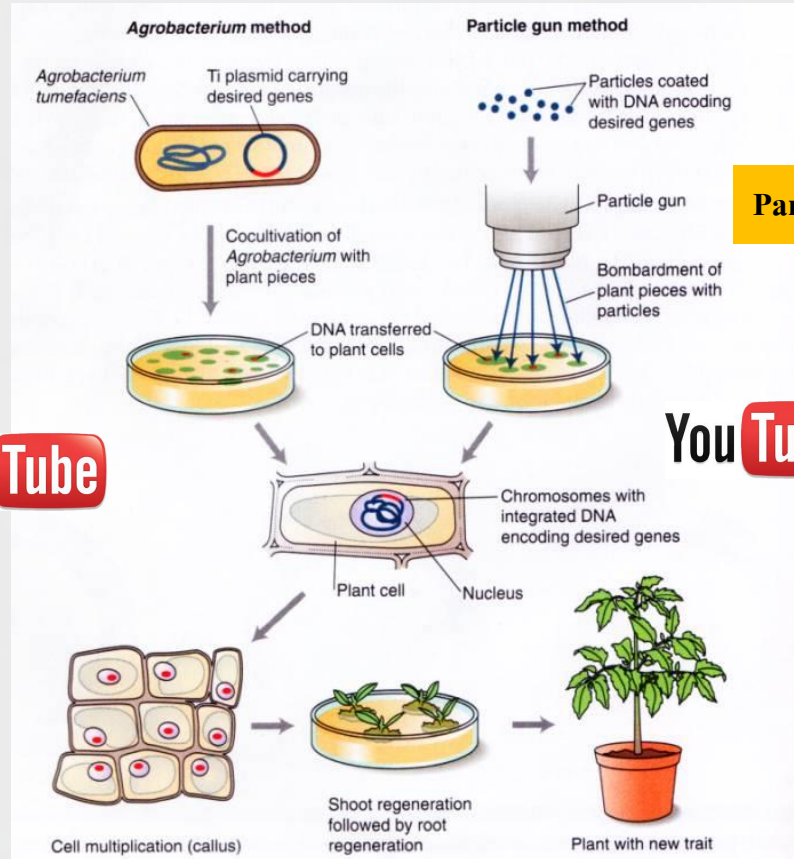 Agrobacterium method
Particle gun method
Agrobacterium
tumefaciens
Ti plasmid carrying
desired genes
Particles coated
with DNA encoding
desired genes
Particle gun
Par
Cocultivation of
Agrobacterium with
plant pieces
Bombardment of
plant pieces with
particles
DNA transferred
to plant cells
Tube
You Tu
Chromosomes with
integrated DNA
encoding desired genes
Plant cell
Nucleus
Cell multiplication (callus)
Shoot regeneration
followed by root
regeneration
Plant with new trait